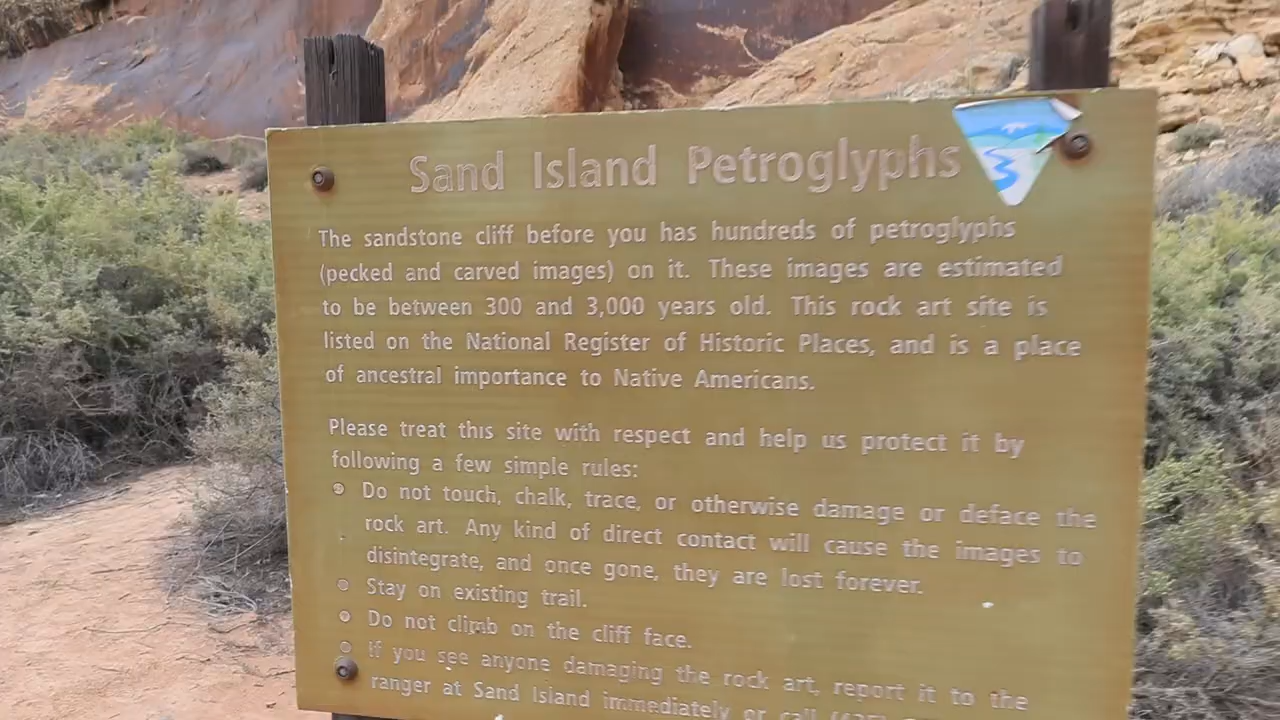 Sand Island Petroglyphs
The sandstone cliff before you has hundreds of petroglyphs
(pecked and carved images) on it. These images are estimated
to be between 300 and 3,000 years old. This rock art site is
listed on the National Register of Historic Places, and is a place
of ancestral importance to Native Americans.
Please treat this site with respect and help us protect it by
following a few simple rules:
Do not touch, chalk, trace, or otherwise damage or deface the
rock art. Any kind of direct contact will cause the images to
disintegrate, and once gone, they are lost forever.
Stay on existing trail.
Do not climb on the cliff face.
If you see anyone damaging the rock art, report it to the
ranger at Sand Island immediately or call